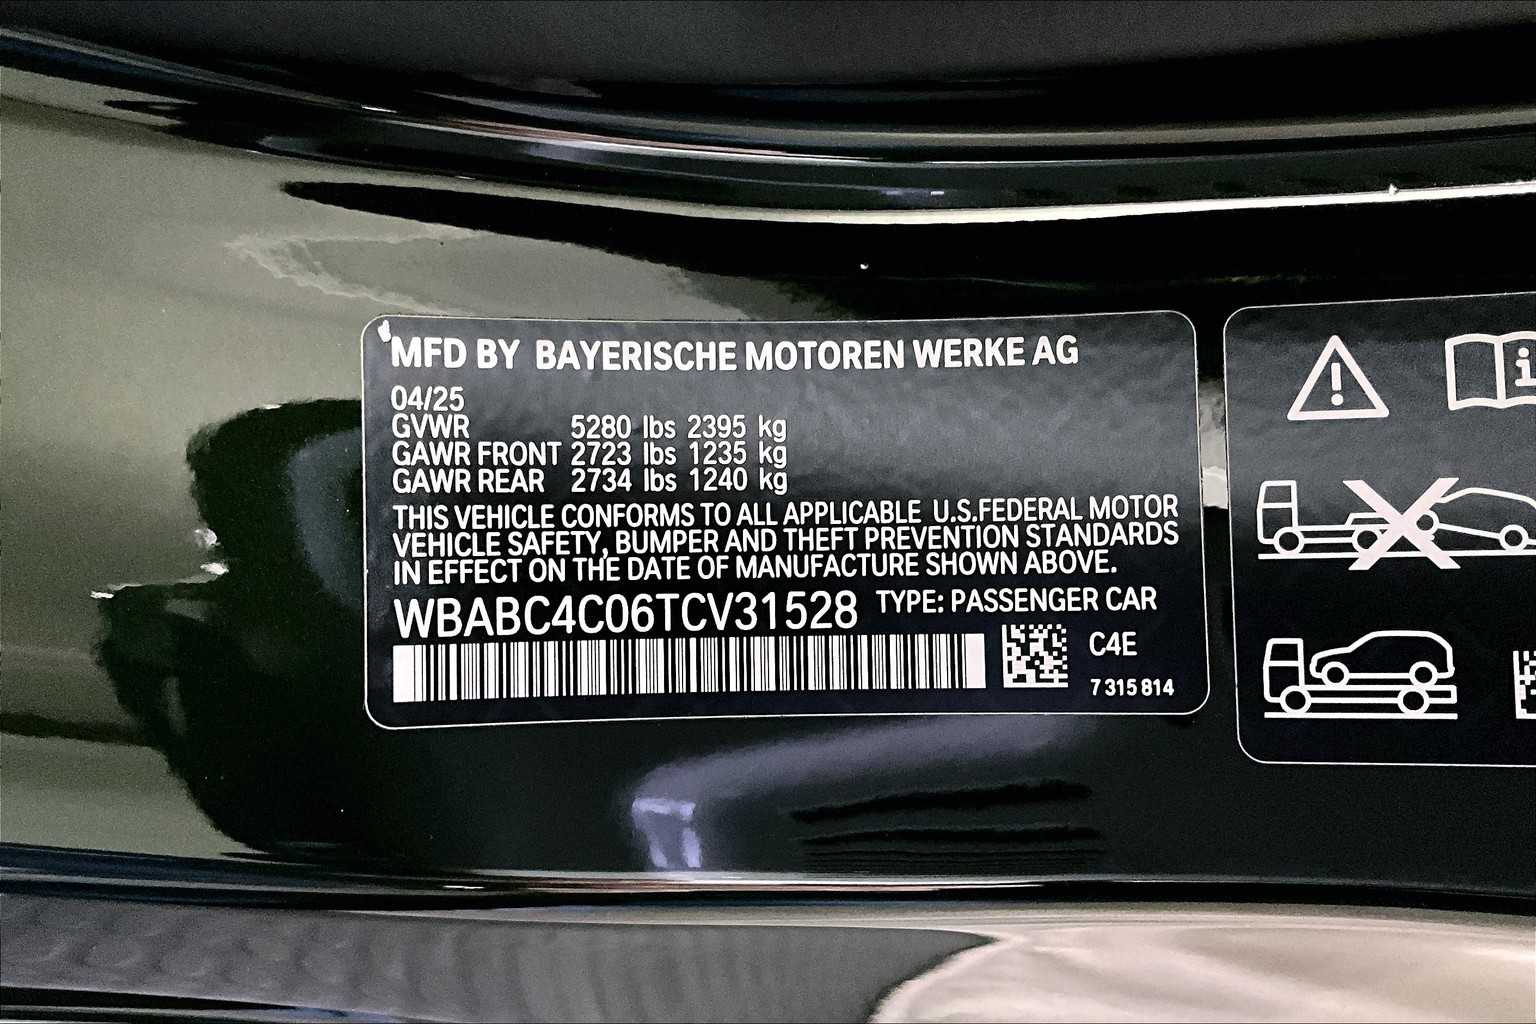 MFD BY BAYERISCHE MOTOREN WERKE AG
04/25
GVWR 5280 lbs 2395 kg
GAWR FRONT 2723 lbs 1235 kg
GAWR REAR 2734 lbs 1240 kg
THIS VEHICLE CONFORMS TO ALL APPLICABLE U.S.FEDERAL MOTOR
VEHICLE SAFETY, BUMPER AND THEFT PREVENTION STANDARDS
IN EFFECT ON THE DATE OF MANUFACTURE SHOWN ABOVE.
WBABC4C06TCV31528 TYPE: PASSENGER CAR
C4E
7 315 814